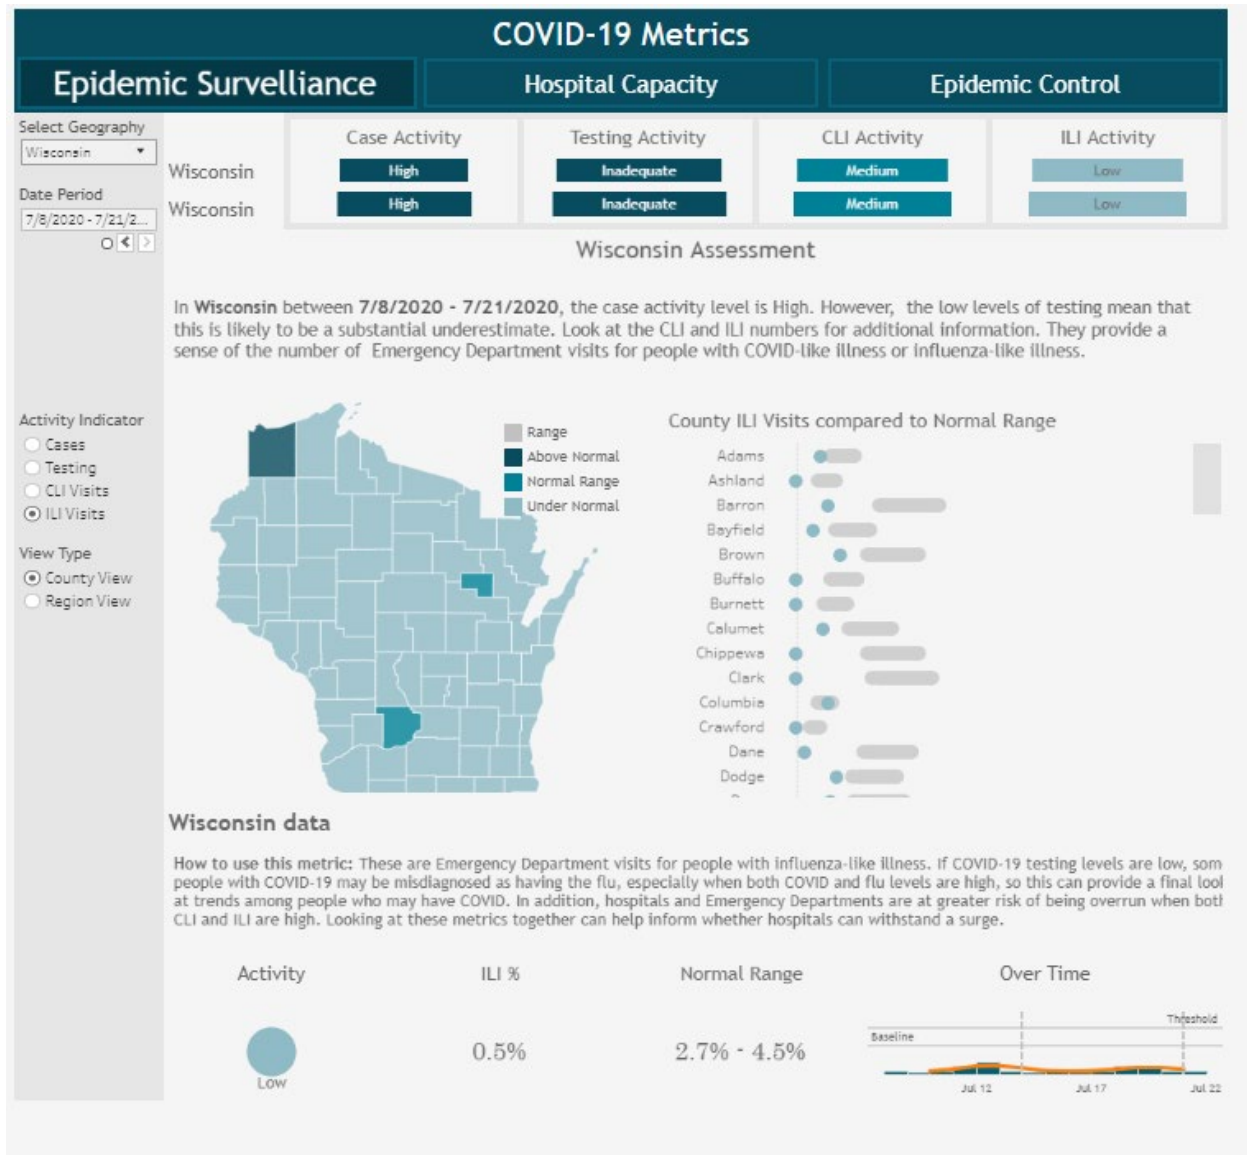 COVID-19 Metrics
Epidemic Survelliance
Hospital Capacity
Epidemic Control
Select Geography
Wisconsin
Date Period
7/8/2020 - 7/21/2...
Case Activity
Testing Activity
CLI Activity
ILI Activity
Wisconsin
High
Inadequate
Medium
Low
Wisconsin
High
Inadequate
Medium
Low
Wisconsin Assessment
In Wisconsin between 7/8/2020 - 7/21/2020, the case activity level is High. However, the low levels of testing mean that
this is likely to be a substantial underestimate. Look at the CLI and ILI numbers for additional information. They provide a
sense of the number of Emergency Department visits for people with COVID-like illness or influenza-like illness.
Activity Indicator
Cases
Testing
CLI Visits
ILI Visits
View Type
County View
Region View
Range
Above Normal
Normal Range
Under Normal
County ILI Visits compared to Normal Range
Adams
Ashland
Barron
Bayfield
Brown
Buffalo
Burnett
Calumet
Chippewa
Clark
Columbia
Crawford
Dane
Dodge
Wisconsin data
How to use this metric: These are Emergency Department visits for people with influenza-like illness. If COVID-19 testing levels are low, som
people with COVID-19 may be misdiagnosed as having the flu, especially when both COVID and flu levels are high, so this can provide a final look
at trends among people who may have COVID. In addition, hospitals and Emergency Departments are at greater risk of being overrun when both
CLI and ILI are high. Looking at these metrics together can help inform whether hospitals can withstand a surge.
Activity
ILI %
Normal Range
Over Time
Low
0.5%
2.7% - 4.5%
Threshold
Baseline
Jul 12
Jul 17
Jul 22